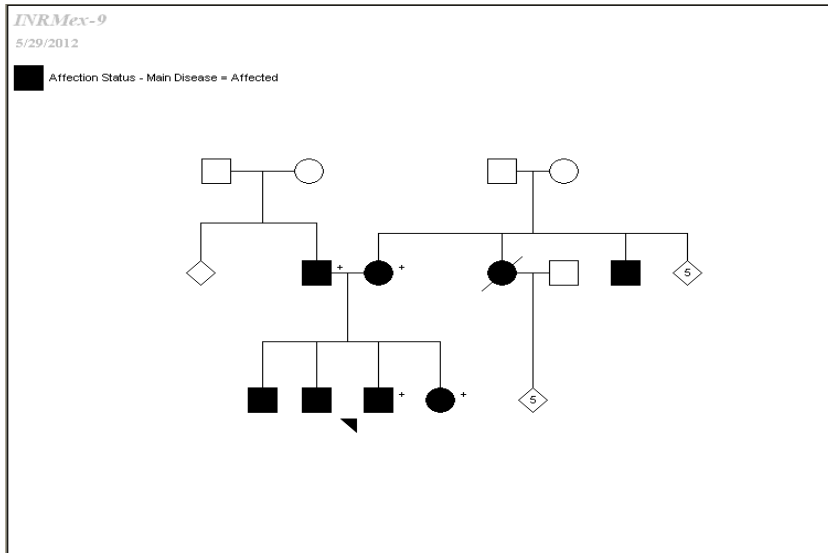 INRMex-9
5/29/2012
Affection Status - Main Disease = Affected
+ + 5
+ + 5